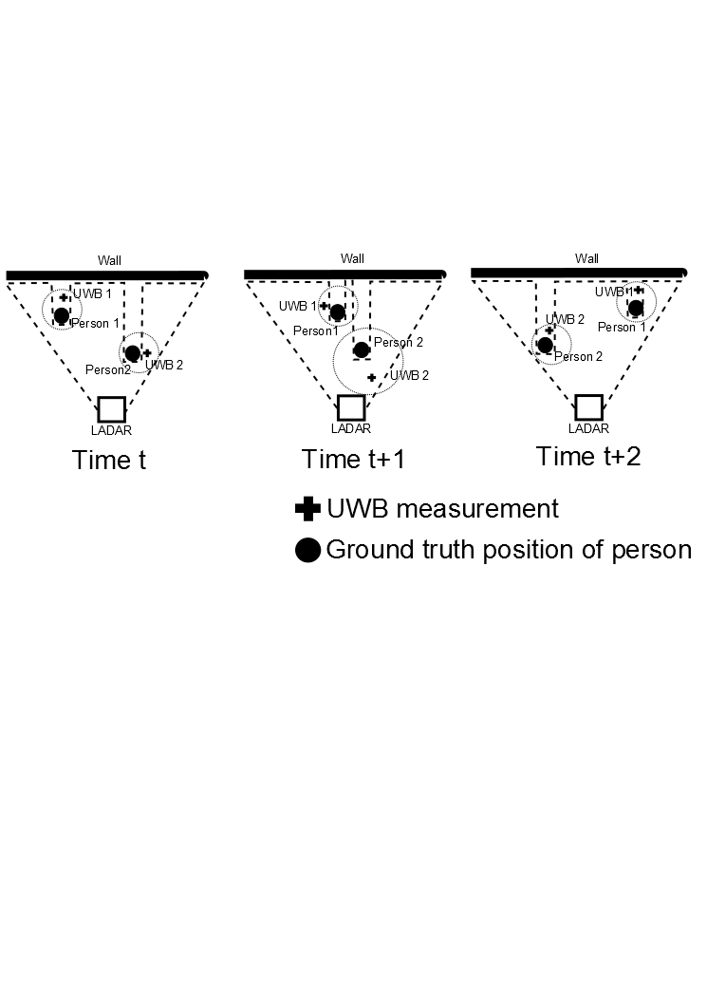 Wall
UWB 1
Person 1
Person2
UWB 2
LADAR
Time t
Wall
UWB 1
Person1
Person 2
UWB 2
LADAR
Time t+1
Wall
UWB 1
Person 1
UWB 2
Person 2
LADAR
Time t+2
UWB measurement
Ground truth position of person